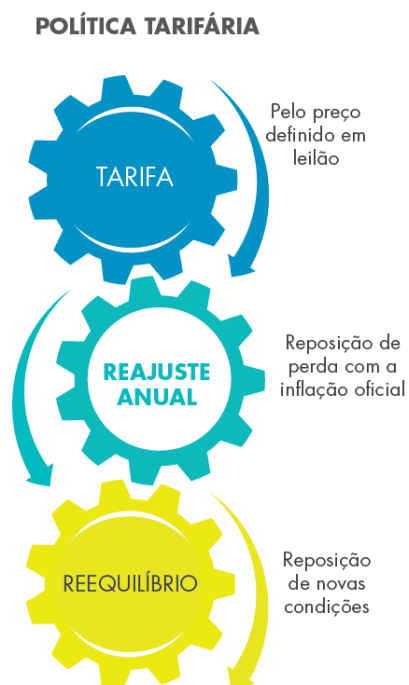 POLÍTICA TARIFÁRIA
TARIFA
Pelo preço
definido em
leilão
REAJUSTE
ANUAL
Reposição de
perda com a
inflação oficial
REEQUILÍBRIO
Reposição
de novas
condições